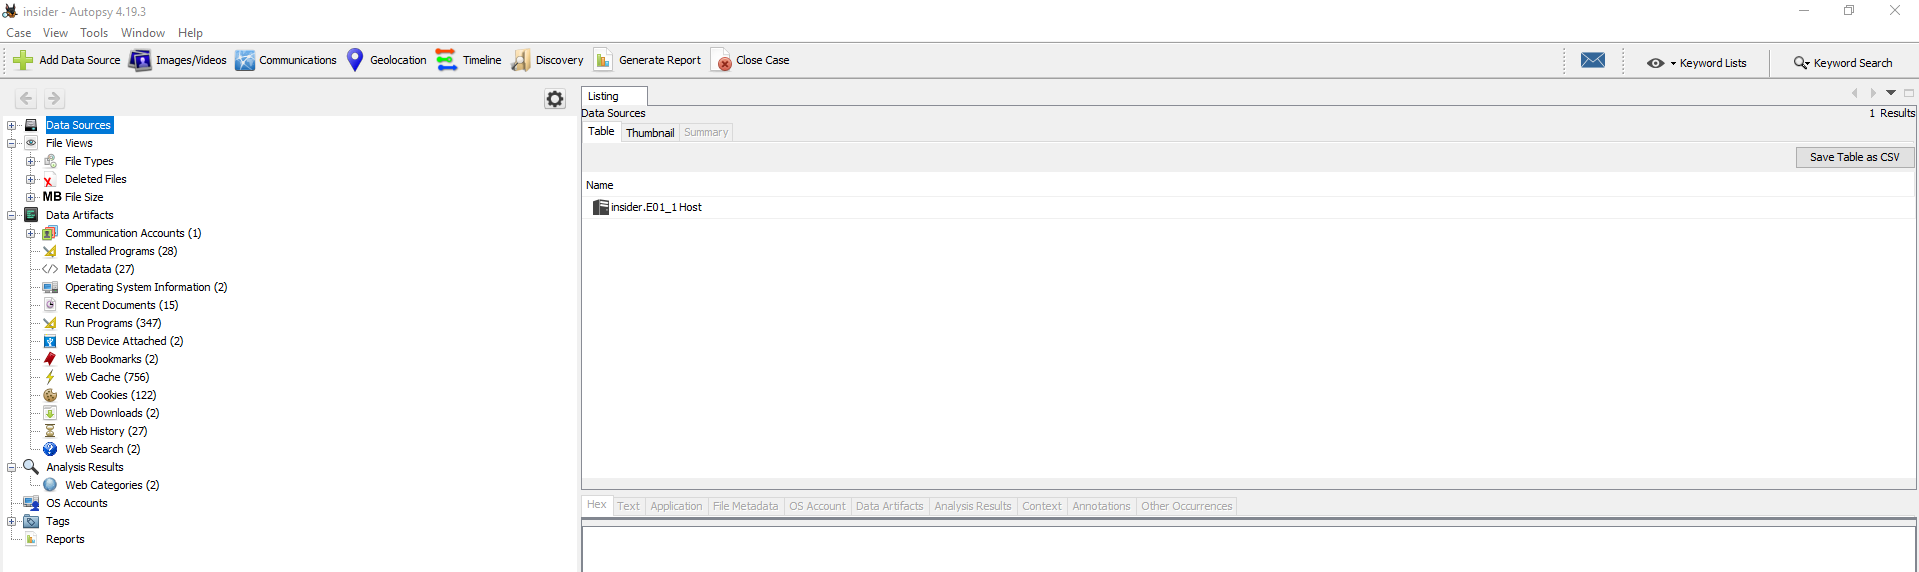 insider - Autopsy 4.19.3
Case View Tools Window Help
Add Data Source Images/Videos Communications Geolocation Timeline Discovery Generate Report Close Case Keyword Lists Keyword Search
Data Sources
File Views
File Types
Deleted Files
MB File Size
Data Artifacts
Communication Accounts (1)
Installed Programs (28)
Metadata (27)
Operating System Information (2)
Recent Documents (15)
Run Programs (347)
USB Device Attached (2)
Web Bookmarks (2)
Web Cache (756)
Web Cookies (122)
Web Downloads (2)
Web History (27)
Web Search (2)
Analysis Results
Web Categories (2)
OS Accounts
Tags
Reports
Listing
Data Sources 1 Results
Table Thumbnail Summary
Save Table as CSV
Name
insider.E01_1 Host
Hex Text Application File Metadata OS Account Data Artifacts Analysis Results Context Annotations Other Occurrences